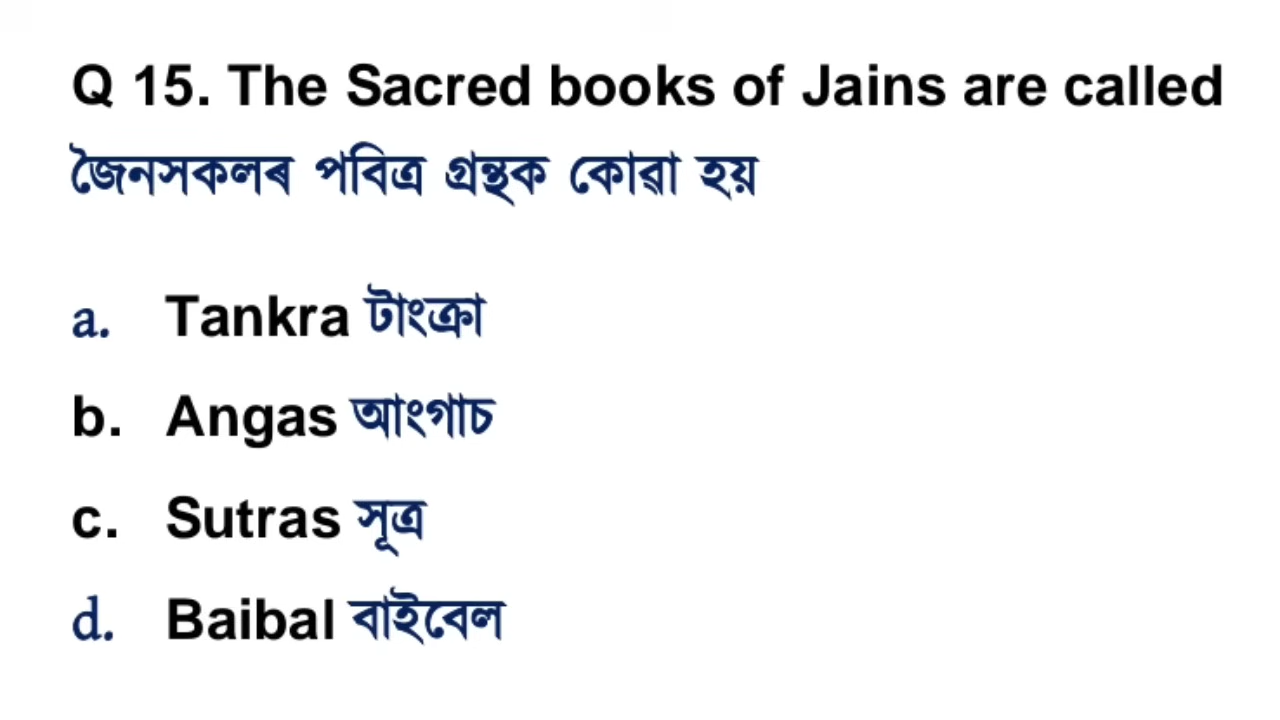 Q 15. The Sacred books of Jains are called
জৈনসকলৰ পবিত্ৰ গ্ৰন্থক কোৱা হয়
a. Tankra টাংক্ৰা
b. Angas আংগাচ
c. Sutras সূত্ৰ
d. Baibal বাইবেল